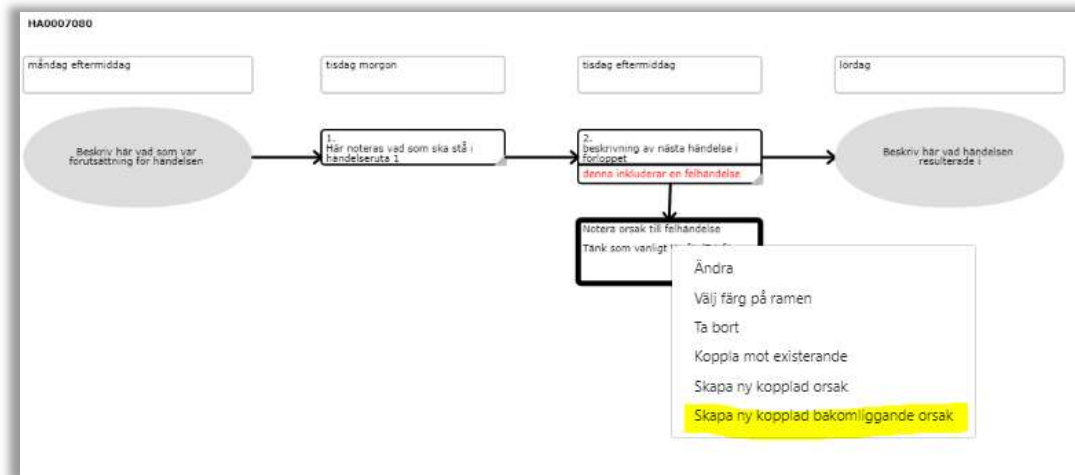 HA0007080
måndag eftermiddag
tisdag morgon
tisdag eftermiddag
lördag
Beskriv här vad som var
förutsättning för händelsen
1.
Här noteras vad som ska stå i
händelseruta 1
2.
beskrivning av nästa händelse i
förloppet
denna inkluderar en felhändelse
Beskriv här vad händelsen
resulterade i
Notera orsak till felhändelse
Tänk som vanligt
Ändra
Välj färg på ramen
Ta bort
Koppla mot existerande
Skapa ny kopplad orsak
Skapa ny kopplad bakomliggande orsak